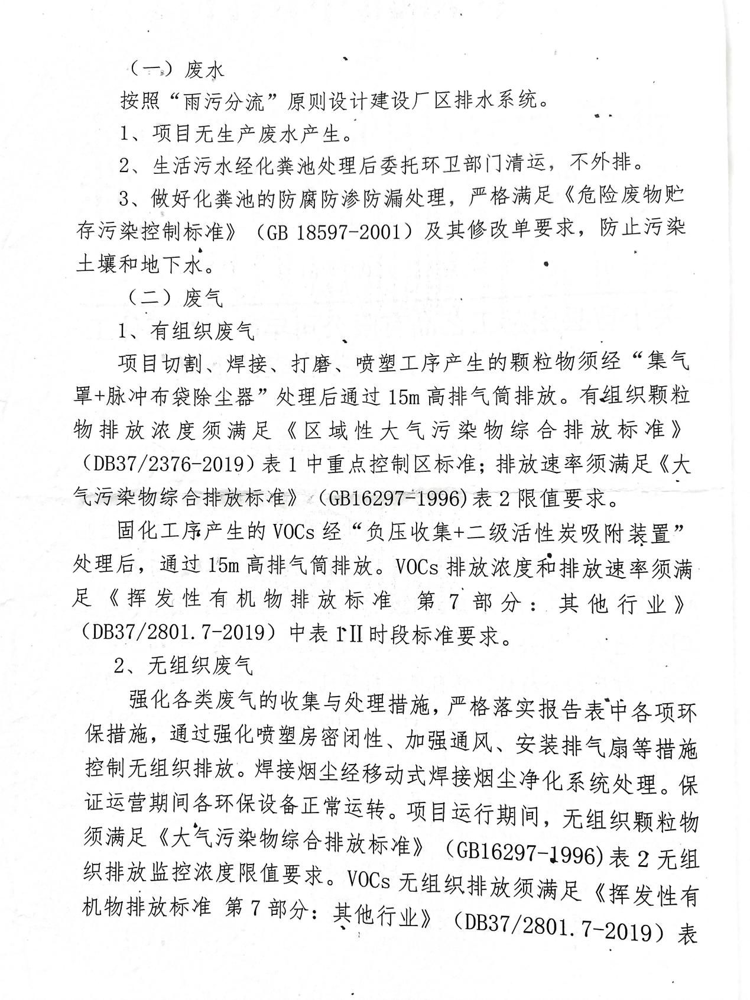 （一）废水
按照“雨污分流”原则设计建设厂区排水系统。
1、项目无生产废水产生。
2、生活污水经化粪池处理后委托环卫部门清运，不外排。
3、做好化粪池的防腐防渗防漏处理，严格满足《危险废物贮
存污染控制标准》（GB 18597-2001）及其修改单要求，防止污染
土壤和地下水。
（二）废气
1、有组织废气
项目切割、焊接、打磨、喷塑工序产生的颗粒物须经“集气
罩+脉冲布袋除尘器”处理后通过 15m 高排气筒排放。有组织颗粒
物排放浓度须满足《区域性大气污染物综合排放标准》
（DB37/2376-2019）表 1 中重点控制区标准；排放速率须满足《大
气污染物综合排放标准》（GB16297-1996)表 2 限值要求。
固化工序产生的 VOCs 经“负压收集+二级活性炭吸附装置”
处理后，通过 15m 高排气筒排放。VOCs 排放浓度和排放速率须满
足《挥发性有机物排放标准 第 7 部分：其他行业》
（DB37/2801.7-2019）中表 1Ⅱ时段标准要求。
2、无组织废气
强化各类废气的收集与处理措施，严格落实报告表中各项环
保措施，通过强化喷塑房密闭性、加强通风、安装排气扇等措施
控制无组织排放。焊接烟尘经移动式焊接烟尘净化系统处理。保
证运营期间各环保设备正常运转。项目运行期间，无组织颗粒物
须满足《大气污染物综合排放标准》（GB16297-1996)表 2 无组
织排放监控浓度限值要求。VOCs 无组织排放须满足《挥发性有
机物排放标准 第 7 部分：其他行业》（DB37/2801.7-2019）表